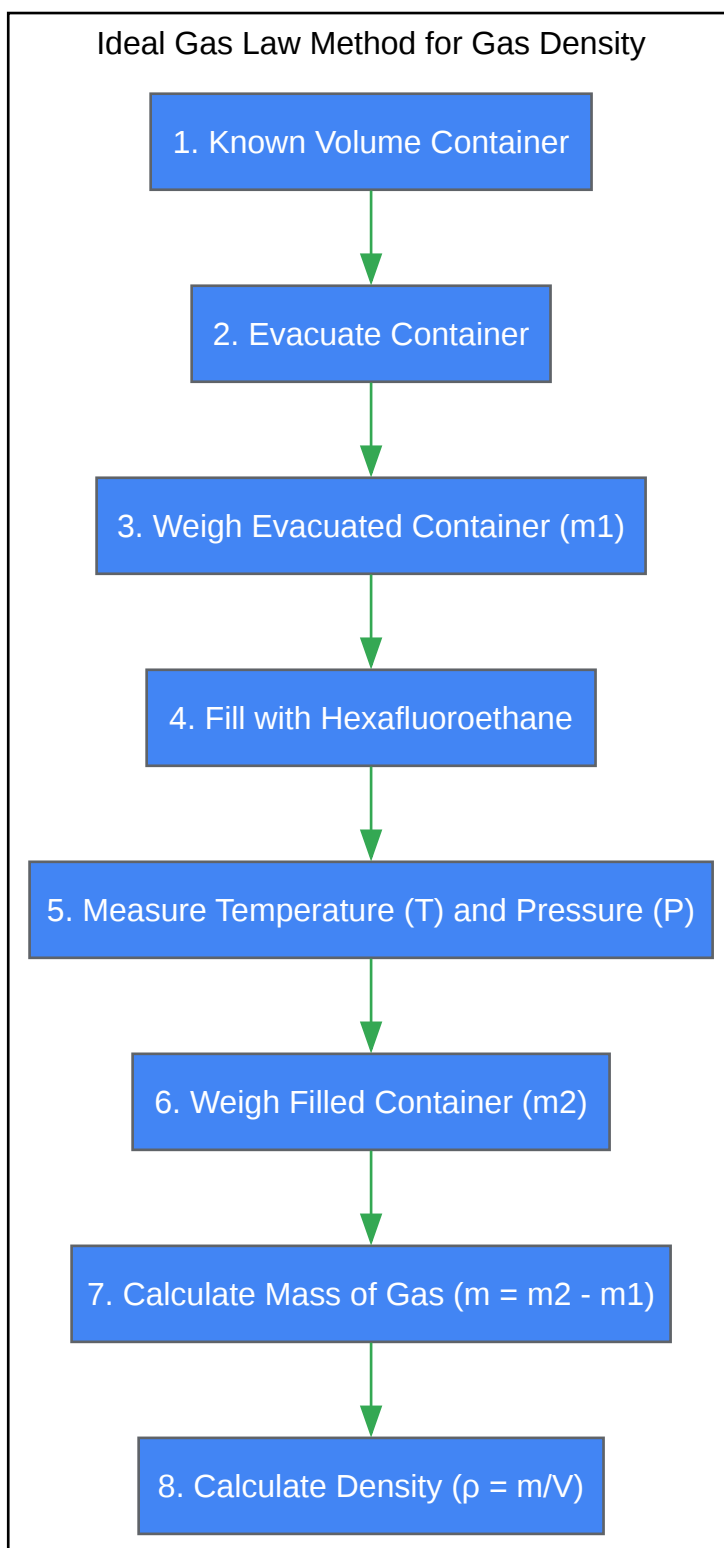 Ideal Gas Law Method for Gas Density
1. Known Volume Container
2. Evacuate Container
3. Weigh Evacuated Container (m1)
4. Fill with Hexafluoroethane
5. Measure Temperature (T) and Pressure (P)
6. Weigh Filled Container (m2)
7. Calculate Mass of Gas (m = m2 - m1)
8. Calculate Density (ρ = m/V)